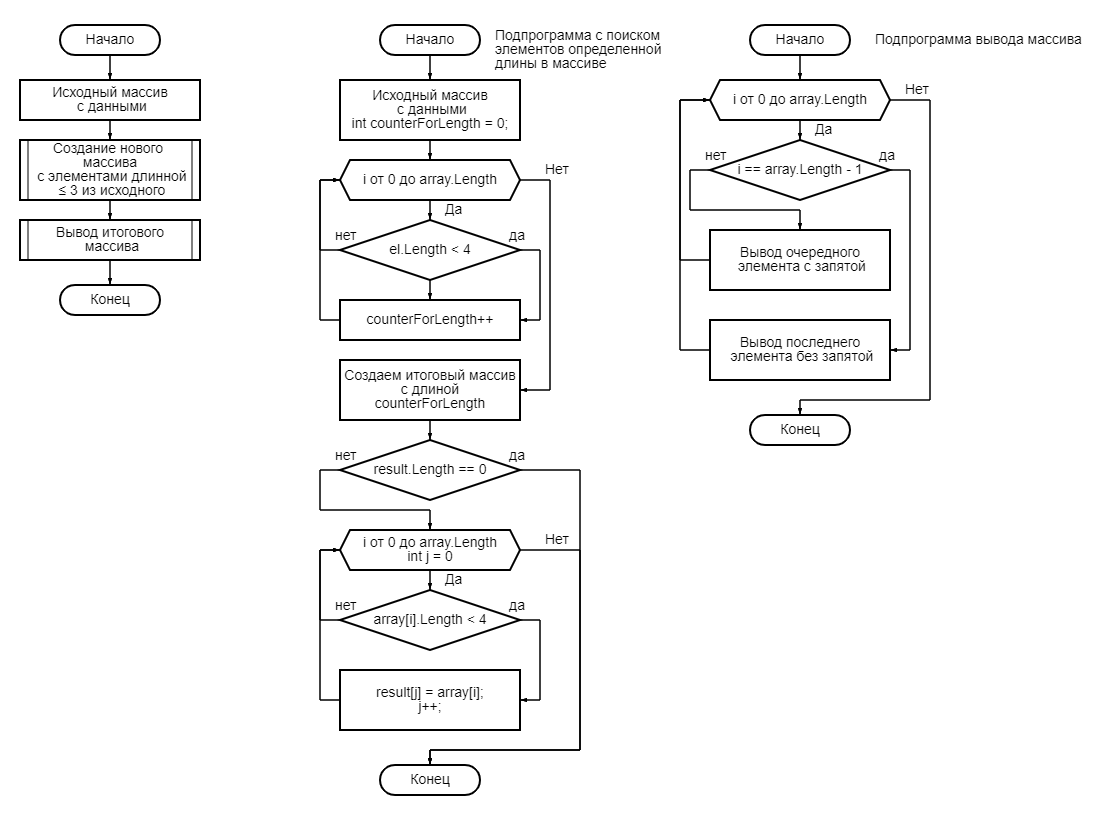 Начало
Исходный массив
с данными
Создание нового
массива
с элементами длинной
≤ 3 из исходного
Вывод итогового
массива
Конец
Начало
Подпрограмма с поиском
элементов определенной
длины в массиве
Исходный массив
с данными
int counterForLength = 0;
i от 0 до array.Length
Нет
Да
нет
el.Length < 4
да
counterForLength++
Создаем итоговый массив
с длиной
counterForLength
нет
result.Length == 0
да
i от 0 до array.Length
int j = 0
Нет
Да
нет
array[i].Length < 4
да
result[j] = array[i];
j++;
Конец
Начало
Подпрограмма вывода массива
i от 0 до array.Length
Нет
Да
нет
i == array.Length - 1
да
Вывод очередного
элемента с запятой
Вывод последнего
элемента без запятой
Конец